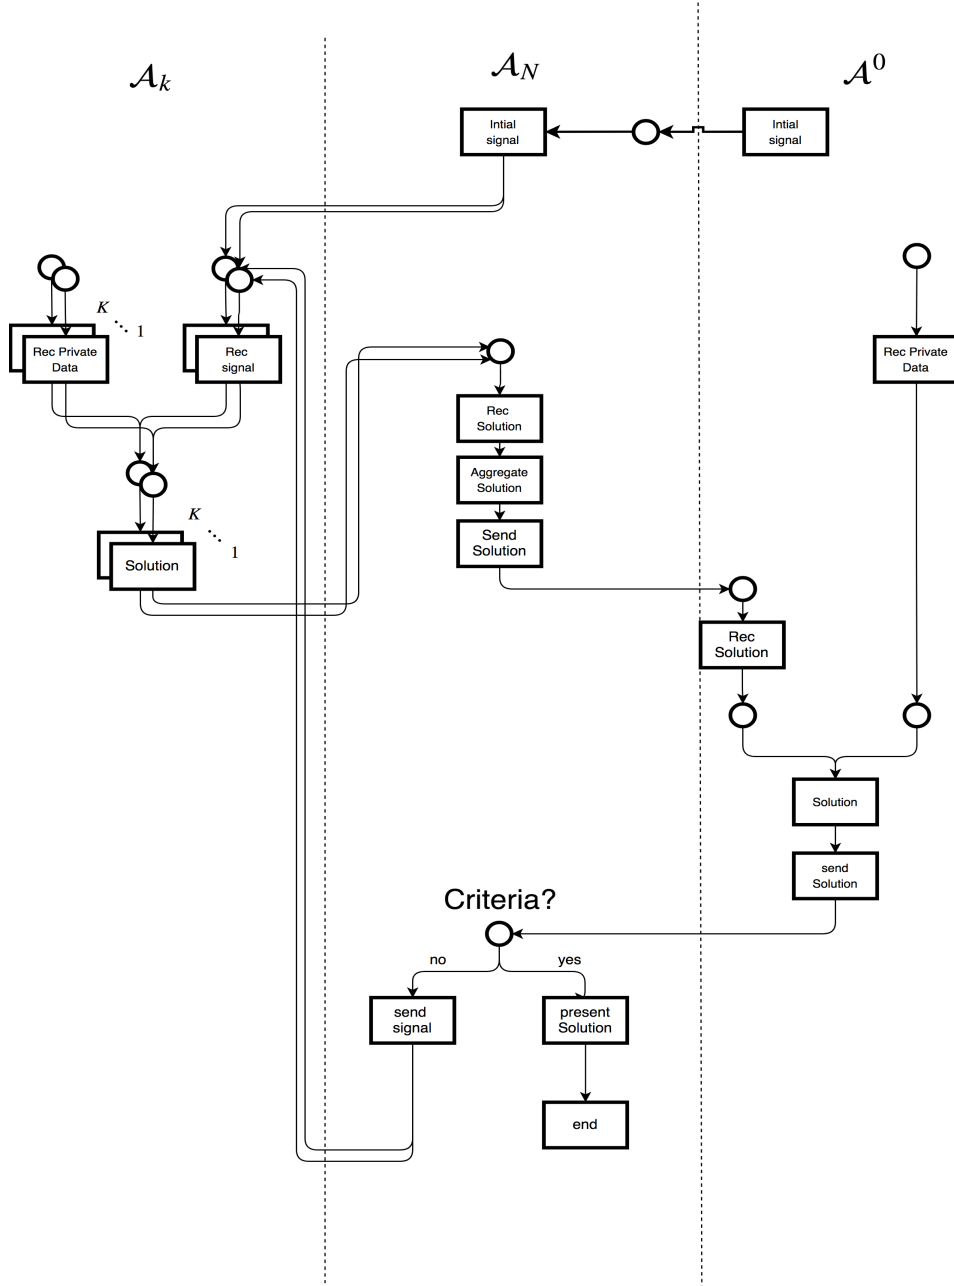 𝒜k
𝒜N
𝒜0
Intial
signal
Intial
signal
K
1
Rec Private
Data
Rec
signal
Rec Private
Data
Rec
Solution
Aggregate
Solution
Send
Solution
K
1
Solution
Rec
Solution
Solution
send
Solution
Criteria?
no
yes
send
signal
present
Solution
end